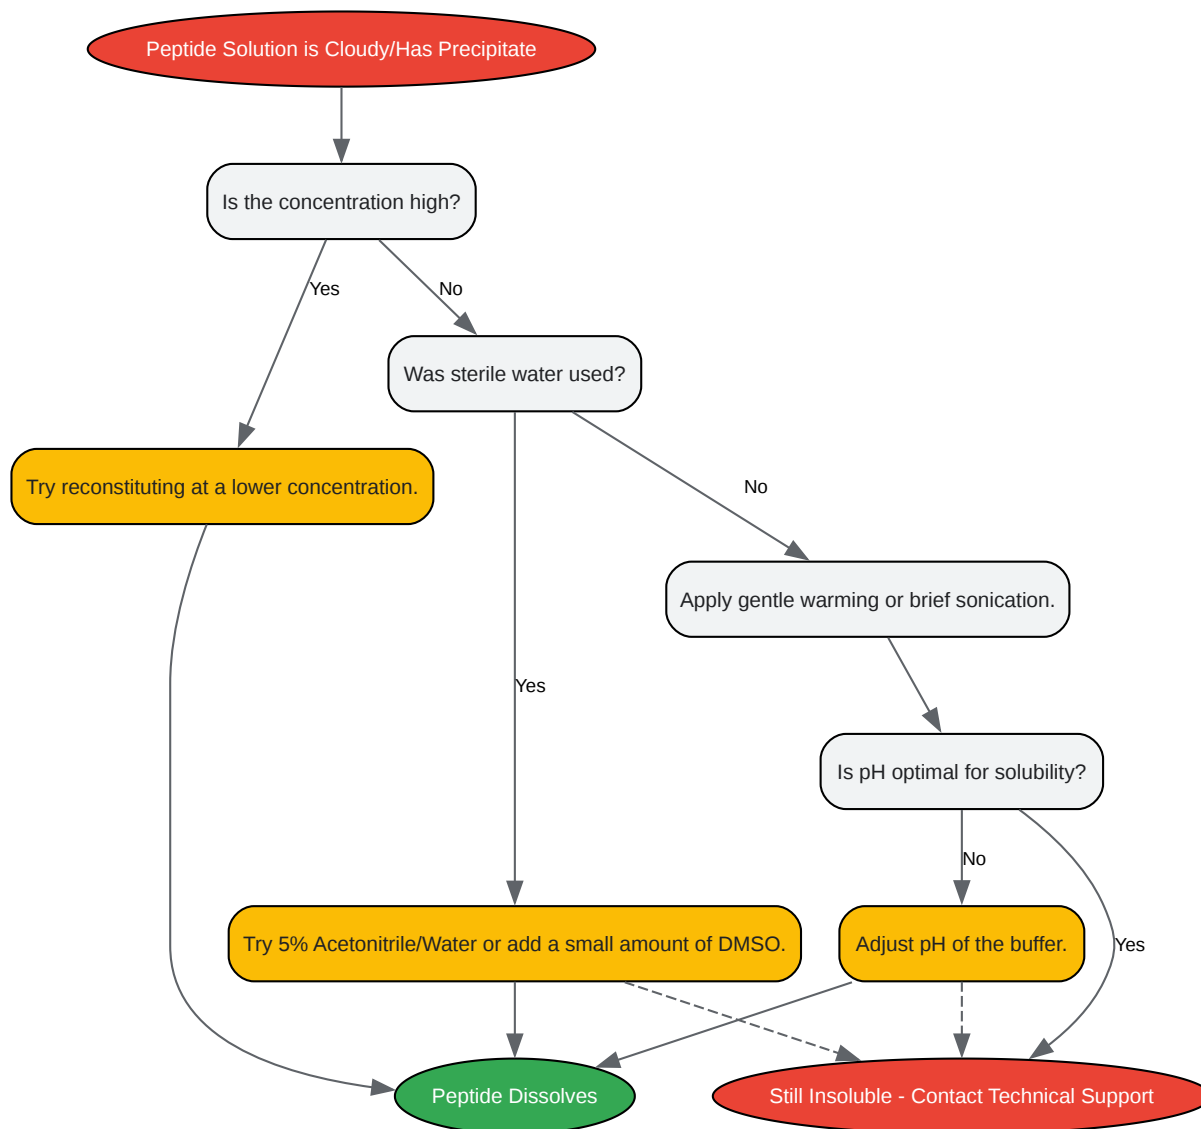 Peptide Solution is Cloudy/Has Precipitate
Is the concentration high?
Yes
No
Was sterile water used?
Try reconstituting at a lower concentration.
No
Apply gentle warming or brief sonication.
Yes
Is pH optimal for solubility?
No
Try 5% Acetonitrile/Water or add a small amount of DMSO.
Adjust pH of the buffer.
Yes
Peptide Dissolves
Still Insoluble - Contact Technical Support